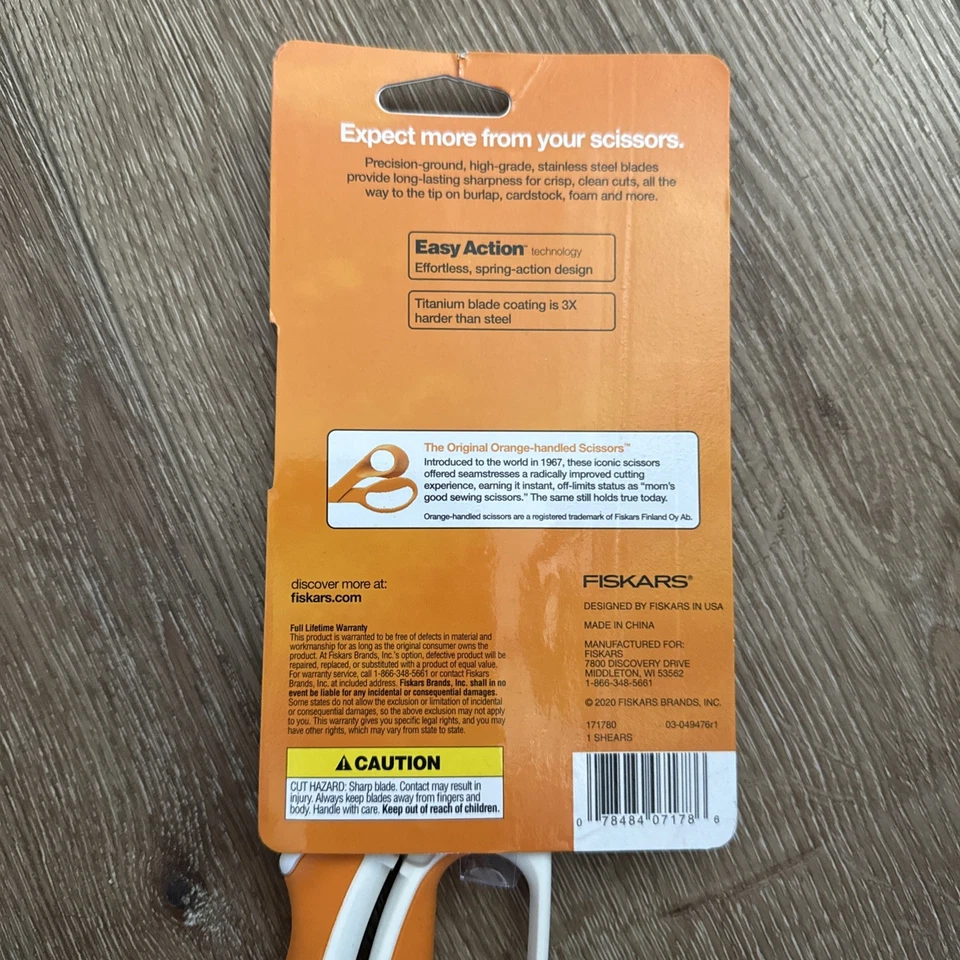 Expect more from your scissors.
Precision-ground, high-grade, stainless steel blades
provide long-lasting sharpness for crisp, clean cuts, all the
way to the tip on burlap, cardstock, foam and more.
Easy Action™ technology
Effortless, spring-action design
Titanium blade coating is 3X
harder than steel
The Original Orange-handled Scissors™
Introduced to the world in 1967, these iconic scissors
offered seamstresses a radically improved cutting
experience, earning it instant, off-limits status as “mom’s
good sewing scissors.” The same still holds true today.
Orange-handled scissors are a registered trademark of Fiskars Finland Oy Ab.
discover more at:
fiskars.com
Full Lifetime Warranty
This product is warranted to be free of defects in material and
workmanship for as long as the original consumer owns the
product. At Fiskars Brands, Inc.'s option, defective product will be
repaired, replaced, or substituted with a product of equal value.
For warranty service, call 1-866-348-5661 or contact Fiskars
Brands, Inc. at included address. Fiskars Brands, Inc. shall in no
event be liable for any incidental or consequential damages.
Some states do not allow the exclusion or limitation of incidental
or consequential damages, so the above exclusion may not apply
to you. This warranty gives you specific legal rights, and you may
have other rights, which may vary from state to state.
CAUTION
CUT HAZARD: Sharp blade. Contact may result in
injury. Always keep blades away from fingers and
body. Handle with care. Keep out of reach of children.
FISKARS®
DESIGNED BY FISKARS IN USA
MADE IN CHINA
MANUFACTURED FOR:
FISKARS
7800 DISCOVERY DRIVE
MIDDLETON, WI 53562
1-866-348-5661
© 2020 FISKARS BRANDS, INC.
171780 03-049476r1
1 SHEARS
0 78484 07178 6